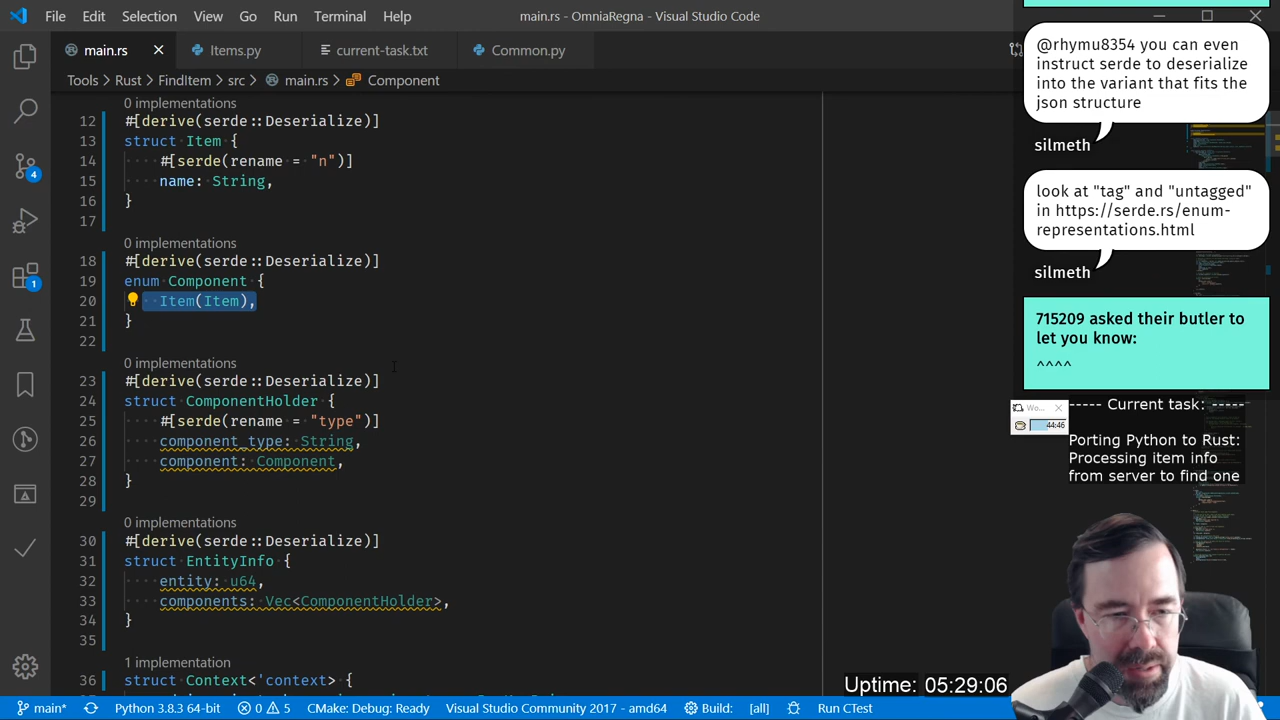 File Edit Selection View Go Run Terminal Help
main.rs - OmniaRegna - Visual Studio Code
main.rs Items.py current-task.txt Common.py
Tools > Rust > FindItem > src > main.rs > Component
0 implementations
12 #[derive(serde::Deserialize)]
13 struct Item {
14 ····#[serde(rename = "n")]
15 ····name: String,
16 }
17
0 implementations
18 #[derive(serde::Deserialize)]
19 enum Component {
20 ····Item(Item),
21 }
22
0 implementations
23 #[derive(serde::Deserialize)]
24 struct ComponentHolder {
25 ····#[serde(rename = "type")]
26 ····component_type: String,
27 ····component: Component,
28 }
29
0 implementations
30 #[derive(serde::Deserialize)]
31 struct EntityInfo {
32 ····entity: u64,
33 ····components: Vec<ComponentHolder>,
34 }
35
1 implementation
36 struct Context<'context> {
4
1
@rhymu8354 you can even
instruct serde to deserialize
into the variant that fits the
json structure
silmeth
look at "tag" and "untagged"
in https://serde.rs/enum-
representations.html
silmeth
715209 asked their butler to
let you know:
^^^^
----- Current task: -----
Wo...
44:46
Porting Python to Rust:
Processing item info
from server to find one
Uptime: 05:29:06
main* Python 3.8.3 64-bit 0 5 CMake: Debug: Ready Visual Studio Community 2017 - amd64 Build: [all] Run CTest